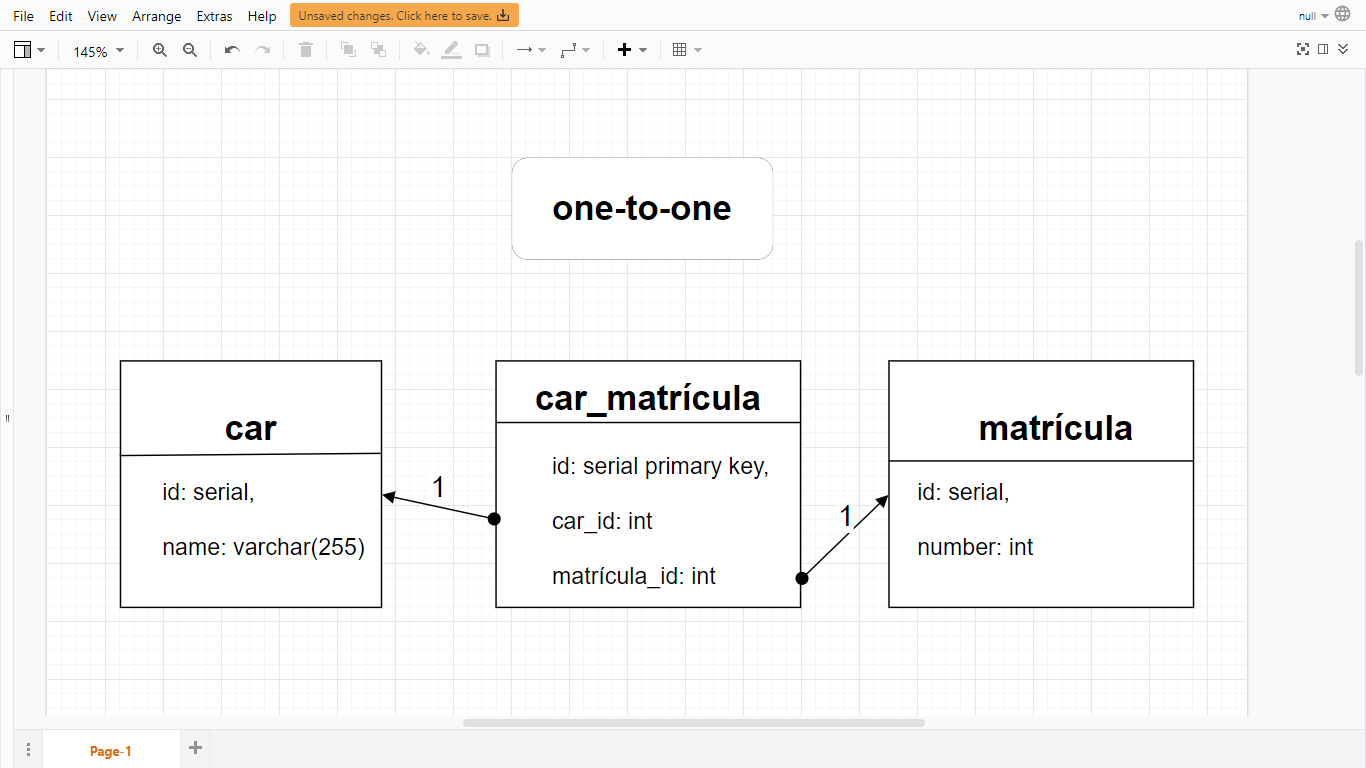 File Edit View Arrange Extras Help Unsaved changes. Click here to save. null
145%
one-to-one
car
id: serial,
name: varchar(255)
1
car_matrícula
id: serial primary key,
car_id: int
matrícula_id: int
1
matrícula
id: serial,
number: int
Page-1